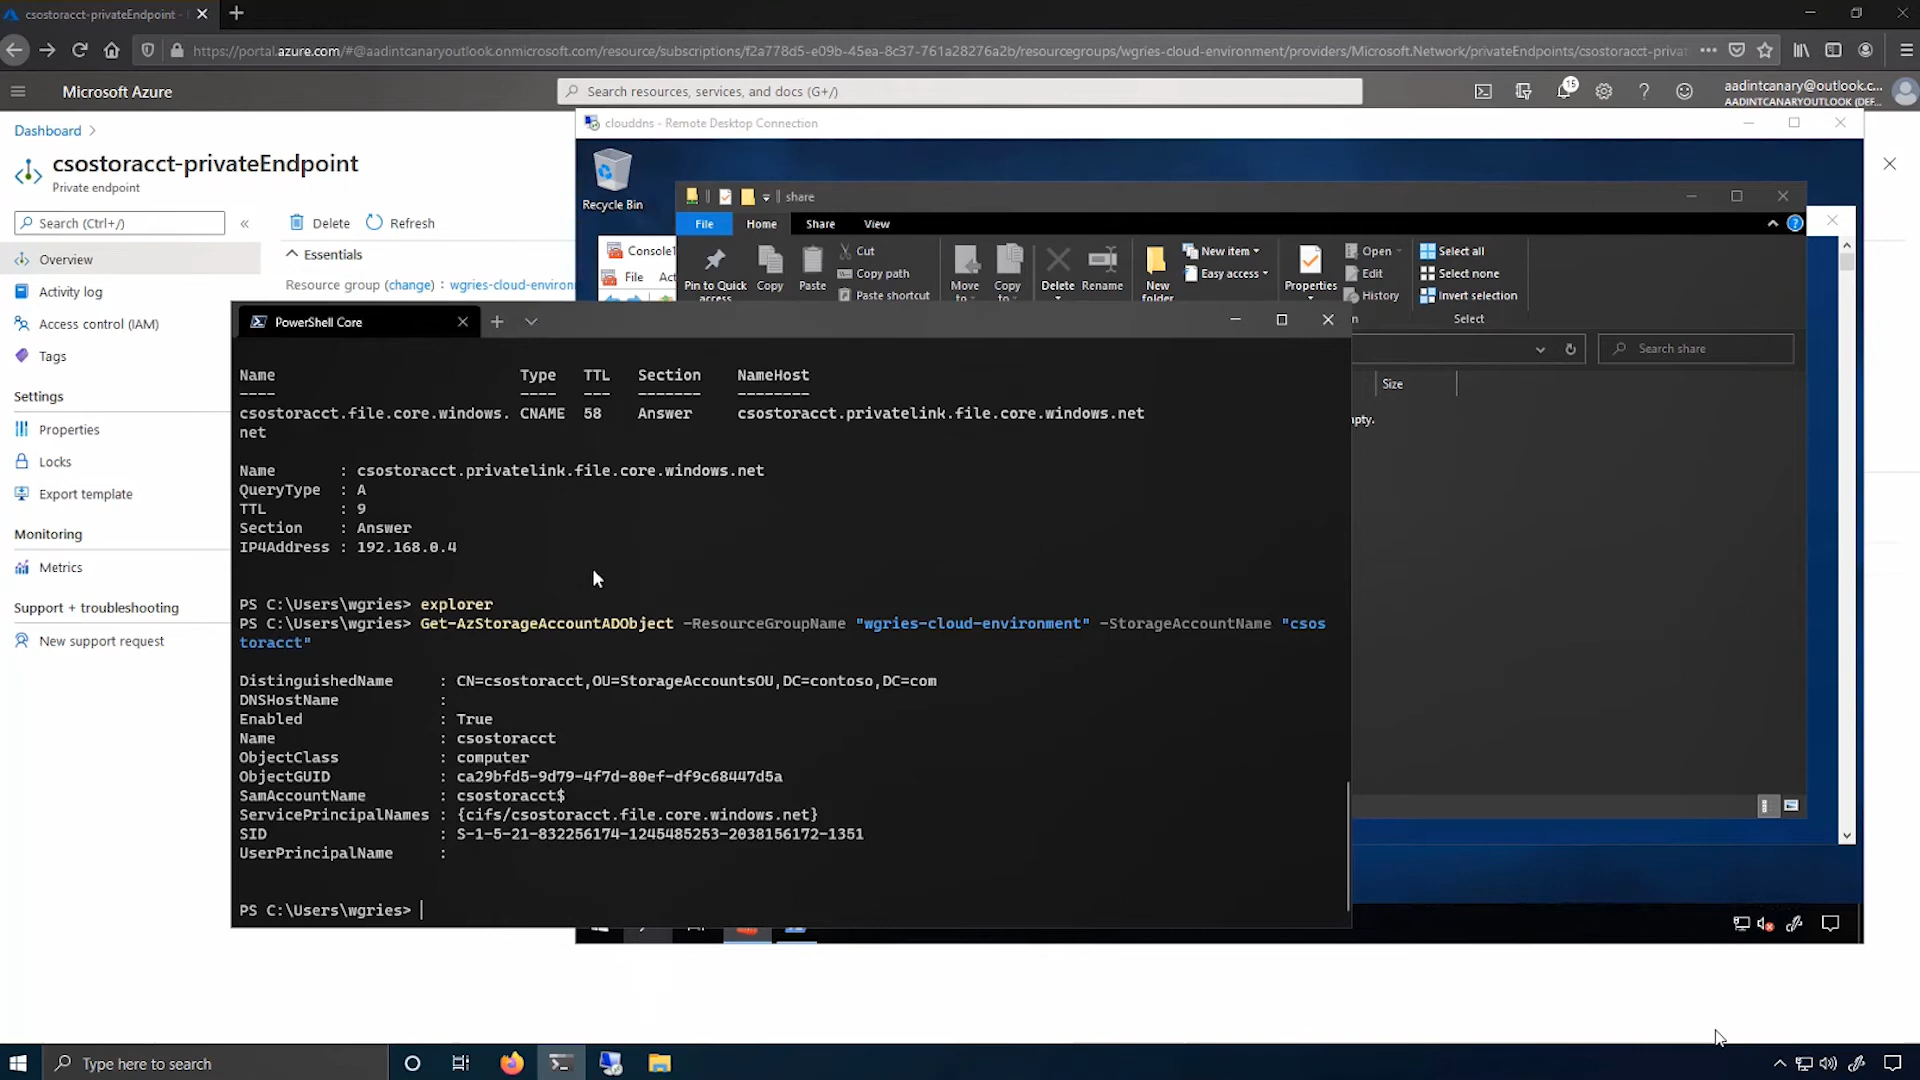 csostoracct-privateEndpoint -
https://portal.azure.com/#@aadintcanaryoutlook.onmicrosoft.com/resource/subscriptions/f2a778d5-e09b-45ea-8c37-761a28276a2b/resourcegroups/wgries-cloud-environment/providers/Microsoft.Network/privateEndpoints/csostoracct-privat
Microsoft Azure
Search resources, services, and docs (G+/)
15
aadintcanary@outlook.c...
AADINTCANARYOUTLOOK (DEF...
Dashboard
clouddns - Remote Desktop Connection
csostoracct-privateEndpoint
Private endpoint
Search (Ctrl+/)
Delete
Refresh
Overview
Essentials
Activity log
Resource group (change) : wgries-cloud-environ
Access control (IAM)
Tags
Settings
Properties
Locks
Export template
Monitoring
Metrics
Support + troubleshooting
New support request
Recycle Bin
share
File
Home
Share
View
Console1
File
Act
Pin to Quick access
Copy
Paste
Cut
Copy path
Paste shortcut
Move to
Copy to
Delete
Rename
New folder
New item
Easy access
Properties
Open
Edit
History
Select all
Select none
Invert selection
Select
Search share
Size
mpty.
PowerShell Core
Name Type TTL Section NameHost
---- ---- --- ------- --------
csostoracct.file.core.windows. CNAME 58 Answer csostoracct.privatelink.file.core.windows.net
net
Name : csostoracct.privatelink.file.core.windows.net
QueryType : A
TTL : 9
Section : Answer
IP4Address : 192.168.0.4
PS C:\Users\wgries> explorer
PS C:\Users\wgries> Get-AzStorageAccountADObject -ResourceGroupName "wgries-cloud-environment" -StorageAccountName "csos
toracct"
DistinguishedName : CN=csostoracct,OU=StorageAccountsOU,DC=contoso,DC=com
DNSHostName :
Enabled : True
Name : csostoracct
ObjectClass : computer
ObjectGUID : ca29bfd5-9d79-4f7d-80ef-df9c68447d5a
SamAccountName : csostoracct$
ServicePrincipalNames : {cifs/csostoracct.file.core.windows.net}
SID : S-1-5-21-832256174-1245485253-2038156172-1351
UserPrincipalName :
PS C:\Users\wgries>
Type here to search